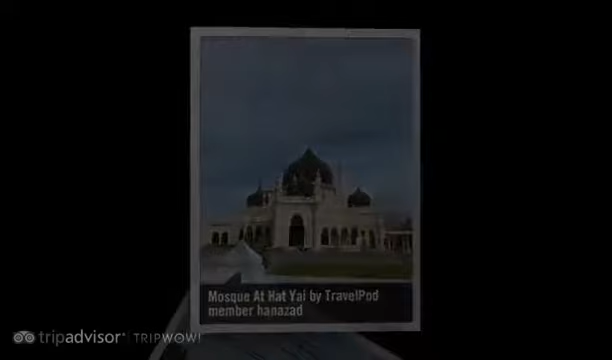 Mosque At Hat Yai by TravelPod
member hanazad
tripadvisor TRIPWOW!